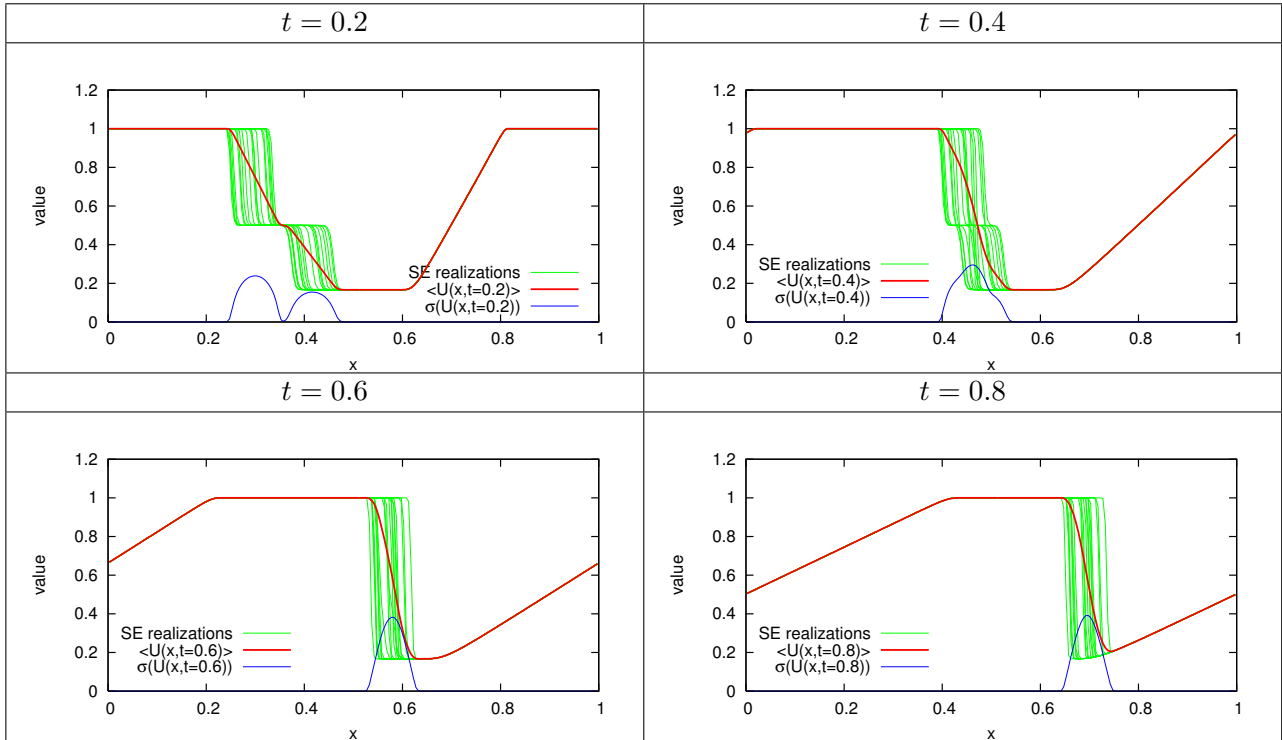 t = 0.2
t = 0.4
1.2
1
0.8
0.6
0.4
0.2
0
value
SE realizations
<U(x,t=0.2)>
σ(U(x,t=0.2))
0 0.2 0.4 0.6 0.8 1
x
1.2
1
0.8
0.6
0.4
0.2
0
value
SE realizations
<U(x,t=0.4)>
σ(U(x,t=0.4))
0 0.2 0.4 0.6 0.8 1
x
t = 0.6
t = 0.8
1.2
1
0.8
0.6
0.4
0.2
0
value
SE realizations
<U(x,t=0.6)>
σ(U(x,t=0.6))
0 0.2 0.4 0.6 0.8 1
x
1.2
1
0.8
0.6
0.4
0.2
0
value
SE realizations
<U(x,t=0.8)>
σ(U(x,t=0.8))
0 0.2 0.4 0.6 0.8 1
x